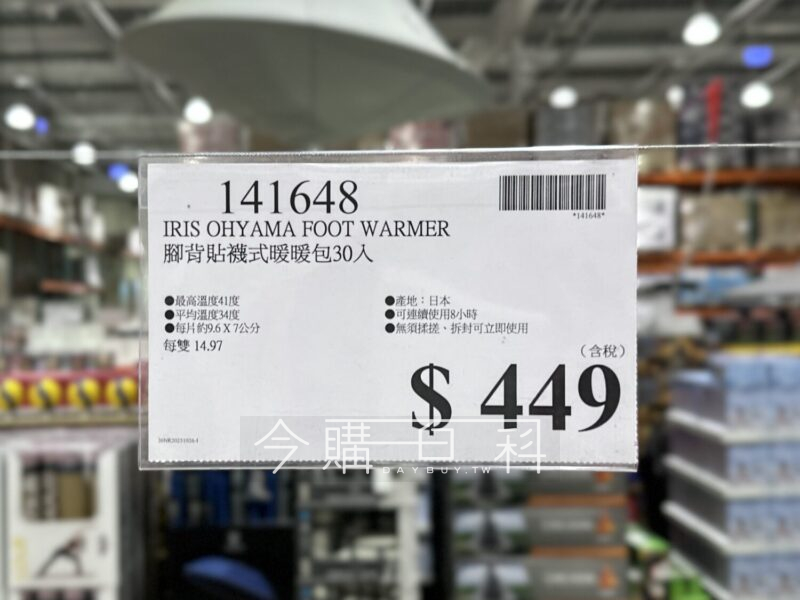 141648
*141648*
IRIS OHYAMA FOOT WARMER
腳背貼襪式暖暖包30入
●最高溫度41度
●平均溫度34度
●每片約9.6 X 7公分
每雙 14.97
●產地：日本
●可連續使用8小時
●無須揉搓、拆封可立即使用
（含稅）
$ 449
今購百科
DAYBUY.TW